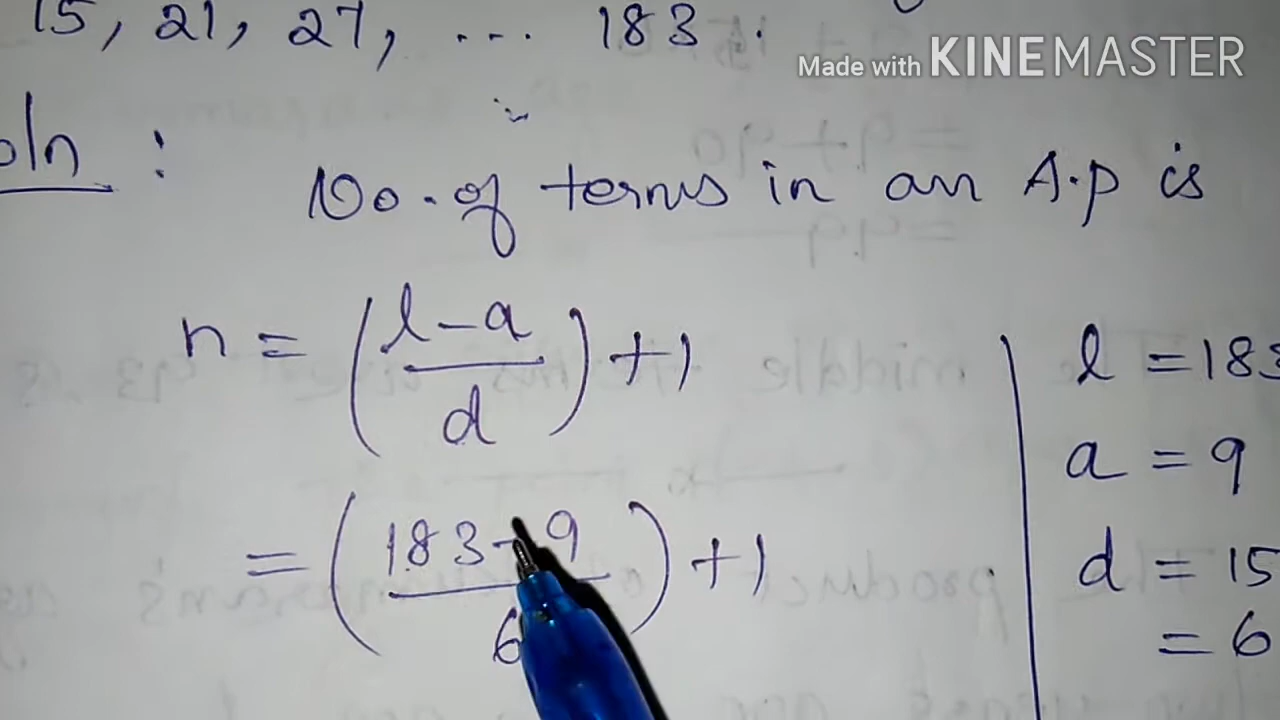 15, 21, 27, ... 183.
Made with KINEMASTER
oln :
No. of terms in an A.P is
n = (l-a/d) +1
= (183-9/6) +1
l = 183
a = 9
d = 15
= 6